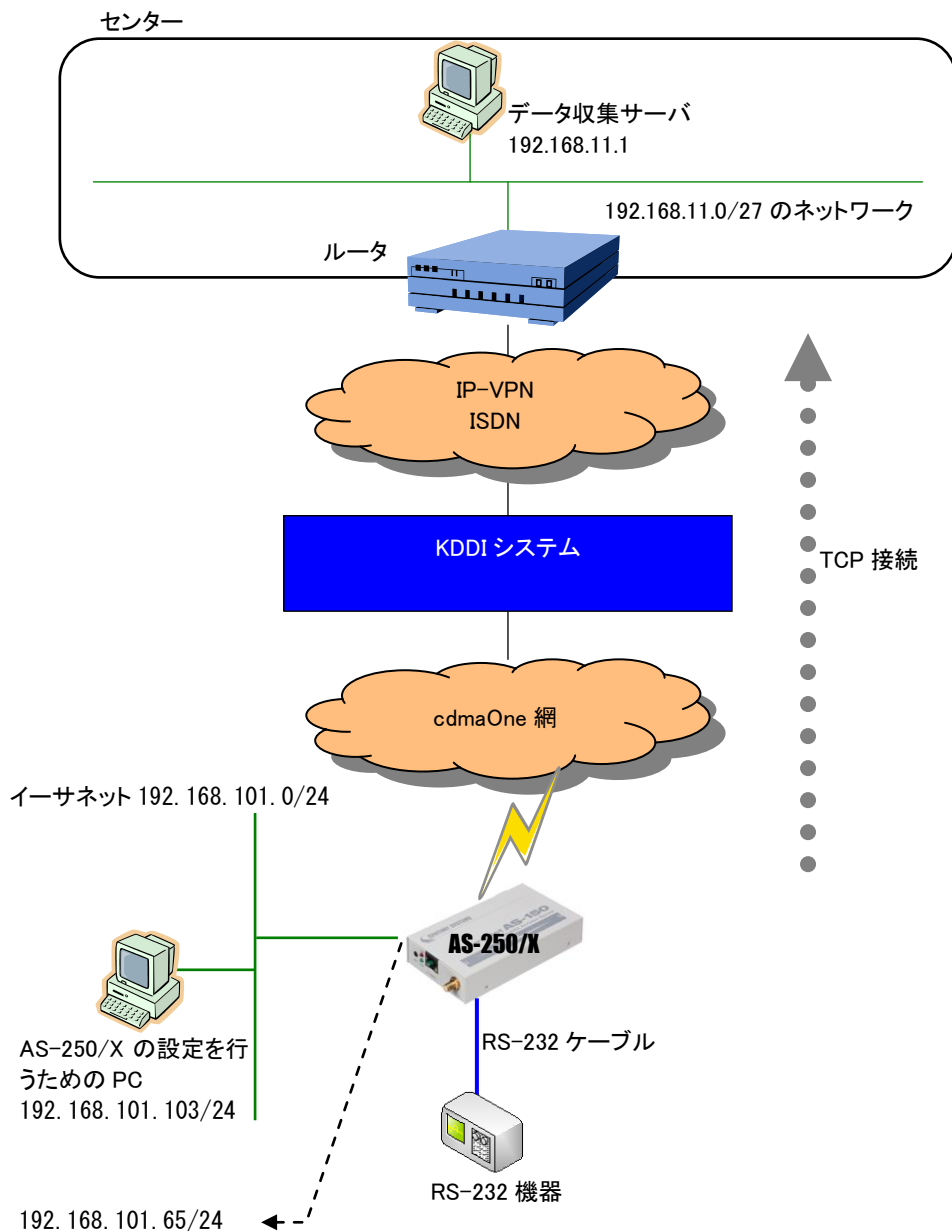 センター
データ収集サーバ
192.168.11.1
192.168.11.0/27 のネットワーク
ルータ
IP-VPN
ISDN
KDDI システム
TCP 接続
cdmaOne 網
イーサネット 192.168.101.0/24
AS-150
AS-250/X
RS-232 ケーブル
AS-250/X の設定を行
うための PC
192.168.101.103/24
RS-232 機器
192.168.101.65/24